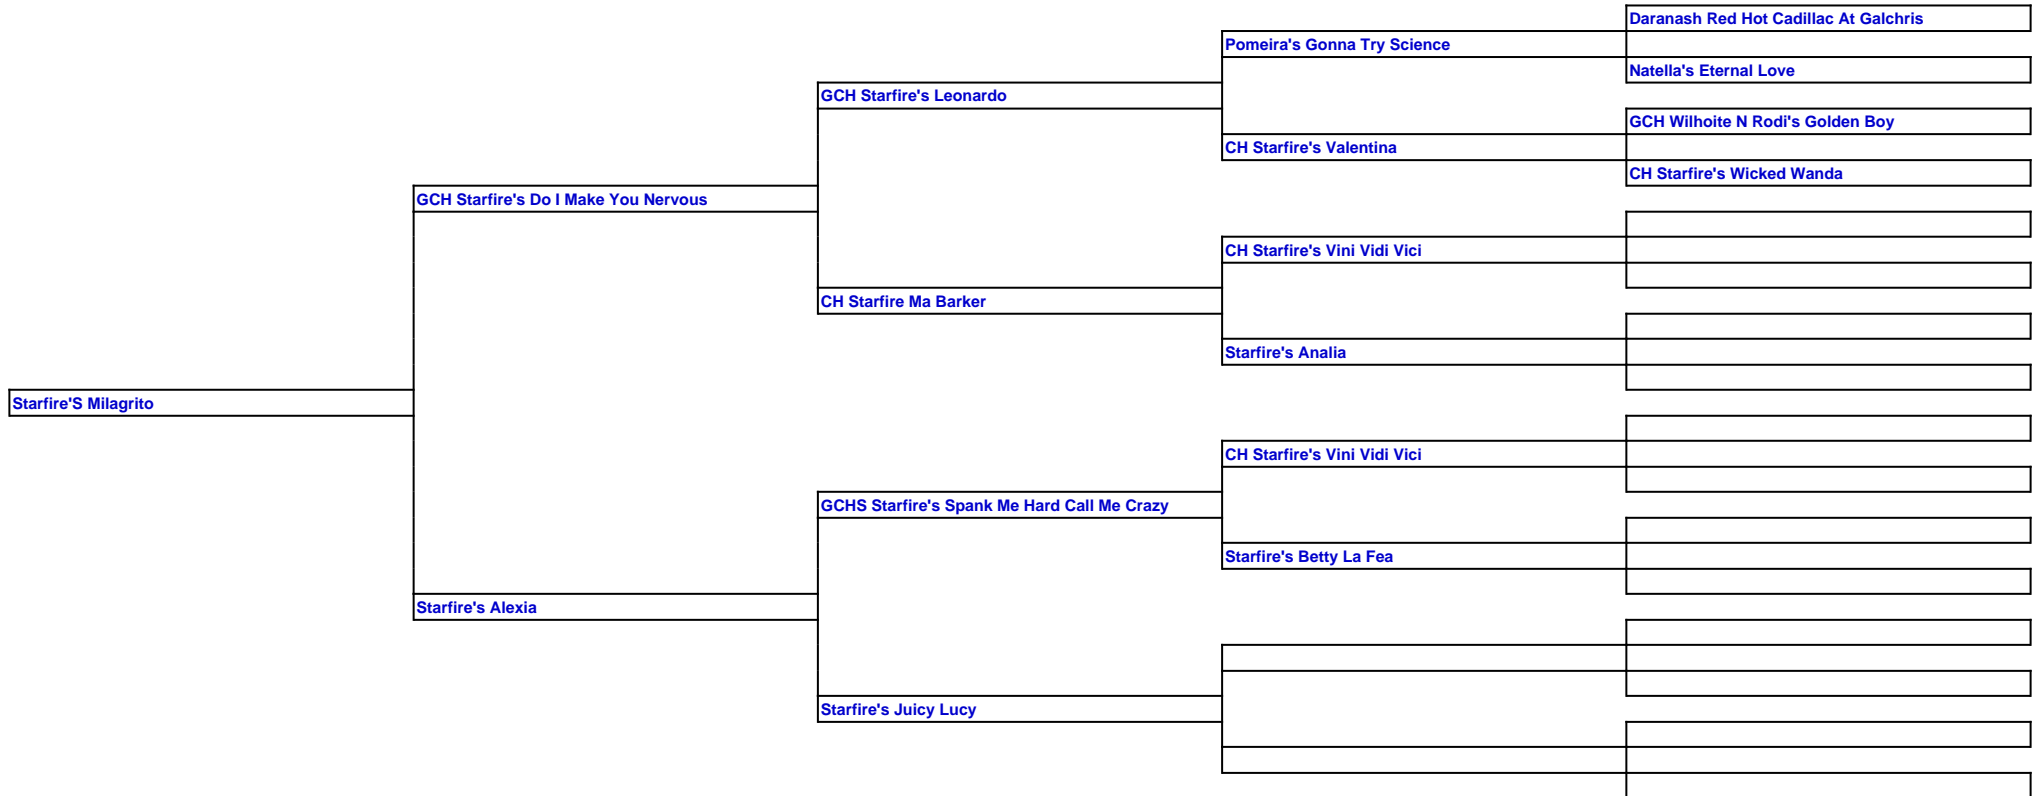 Daranash Red Hot Cadillac At Galchris
Pomeira's Gonna Try Science
Natella's Eternal Love
GCH Starfire's Leonardo
GCH Wilhoite N Rodi's Golden Boy
CH Starfire's Valentina
CH Starfire's Wicked Wanda
GCH Starfire's Do I Make You Nervous
CH Starfire's Vini Vidi Vici
CH Starfire Ma Barker
Starfire's Analia
Starfire'S Milagrito
CH Starfire's Vini Vidi Vici
GCHS Starfire's Spank Me Hard Call Me Crazy
Starfire's Betty La Fea
Starfire's Alexia
Starfire's Juicy Lucy